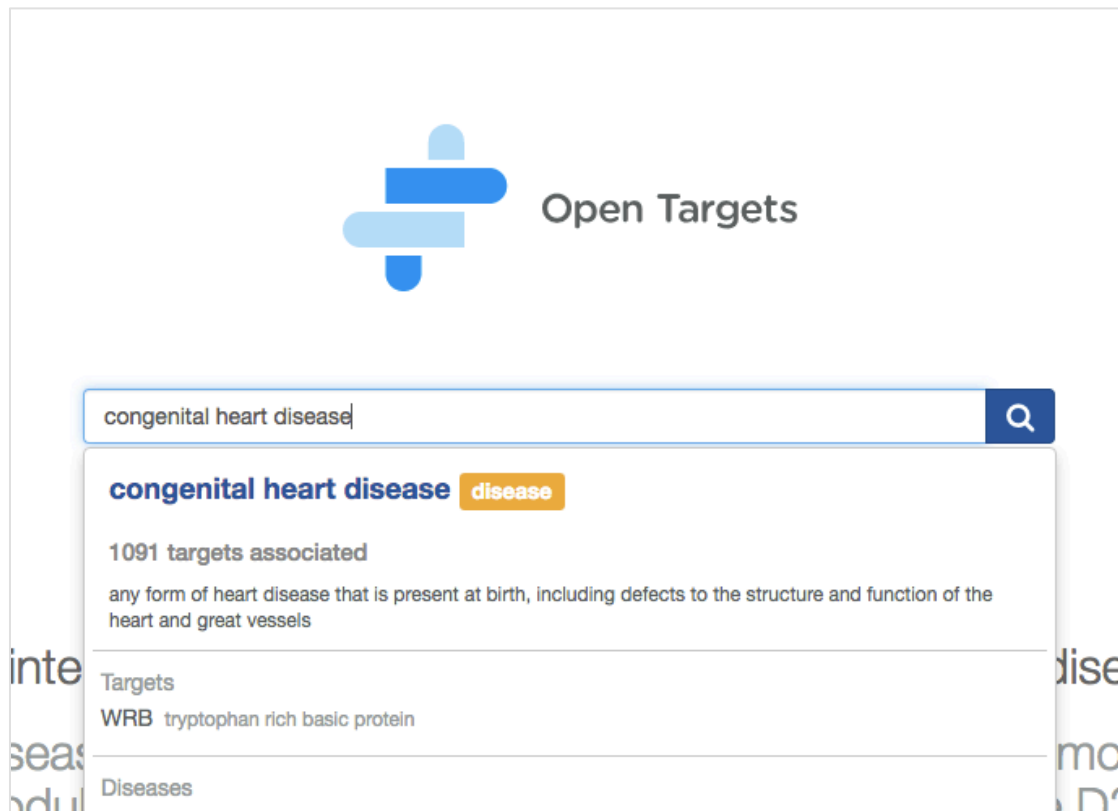 Open Targets
congenital heart disease
congenital heart disease disease
1091 targets associated
any form of heart disease that is present at birth, including defects to the structure and function of the
heart and great vessels
Targets
WRB tryptophan rich basic protein
Diseases